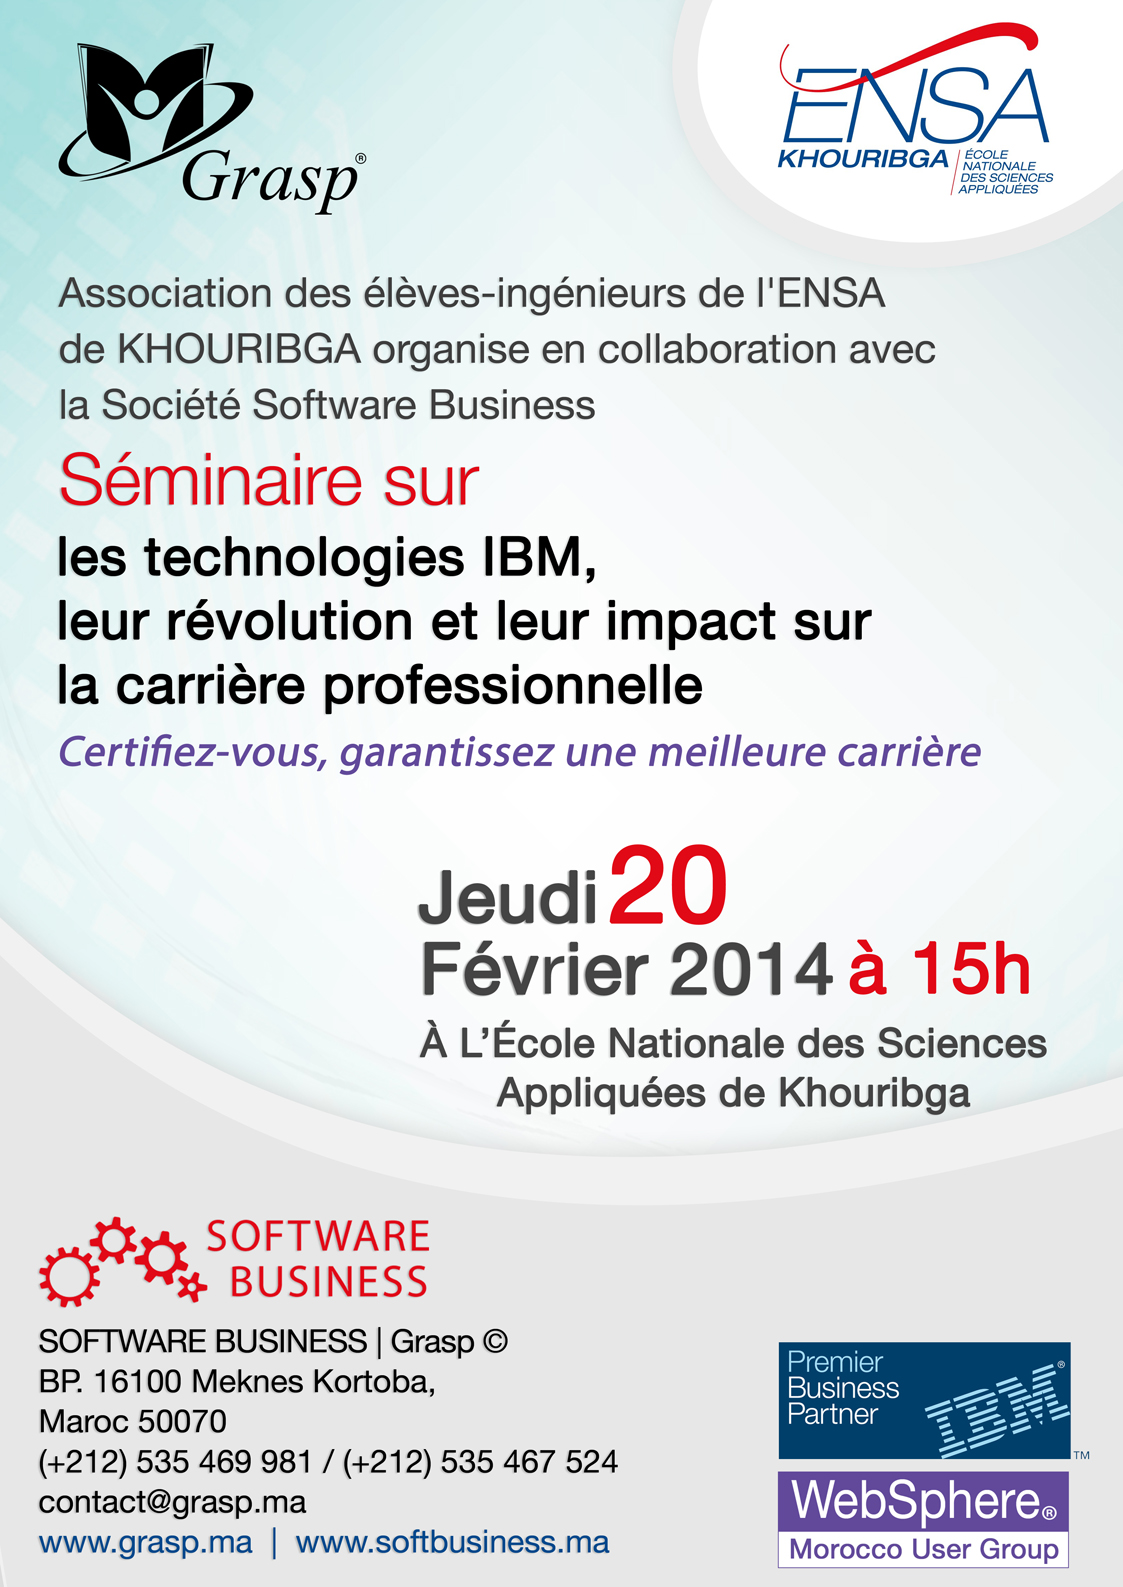 Grasp®
ENSA
KHOURIBGA
ÉCOLE
NATIONALE
DES SCIENCES
APPLIQUÉES
Association des élèves-ingénieurs de l'ENSA
de KHOURIBGA organise en collaboration avec
la Société Software Business
Séminaire sur
les technologies IBM,
leur révolution et leur impact sur
la carrière professionnelle
Certifiez-vous, garantissez une meilleure carrière
Jeudi 20
Février 2014 à 15h
À L’École Nationale des Sciences
Appliquées de Khouribga
SOFTWARE
BUSINESS
SOFTWARE BUSINESS | Grasp ©
BP. 16100 Meknes Kortoba,
Maroc 50070
(+212) 535 469 981 / (+212) 535 467 524
contact@grasp.ma
www.grasp.ma | www.softbusiness.ma
Premier
Business
Partner
IBM®
TM
WebSphere®
Morocco User Group